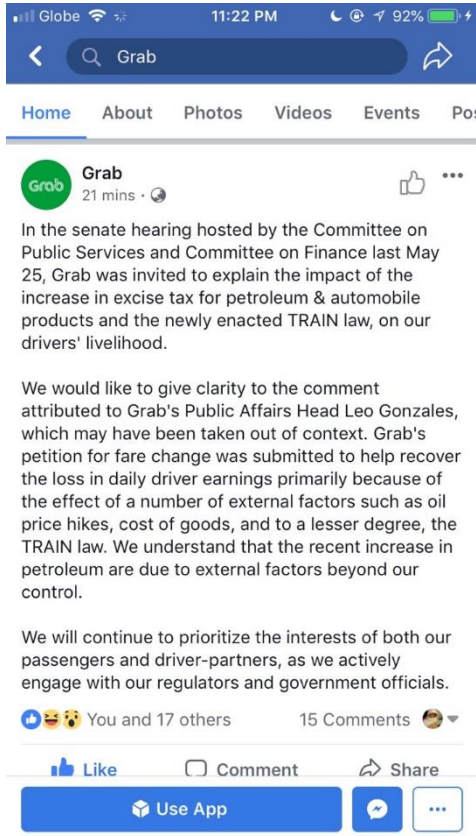 Globe 11:22 PM 92%
Grab
Home About Photos Videos Events Pos
Grab
Grab
21 mins ·
In the senate hearing hosted by the Committee on
Public Services and Committee on Finance last May
25, Grab was invited to explain the impact of the
increase in excise tax for petroleum & automobile
products and the newly enacted TRAIN law, on our
drivers' livelihood.
We would like to give clarity to the comment
attributed to Grab's Public Affairs Head Leo Gonzales,
which may have been taken out of context. Grab's
petition for fare change was submitted to help recover
the loss in daily driver earnings primarily because of
the effect of a number of external factors such as oil
price hikes, cost of goods, and to a lesser degree, the
TRAIN law. We understand that the recent increase in
petroleum are due to external factors beyond our
control.
We will continue to prioritize the interests of both our
passengers and driver-partners, as we actively
engage with our regulators and government officials.
You and 17 others 15 Comments
Like Comment Share
Use App